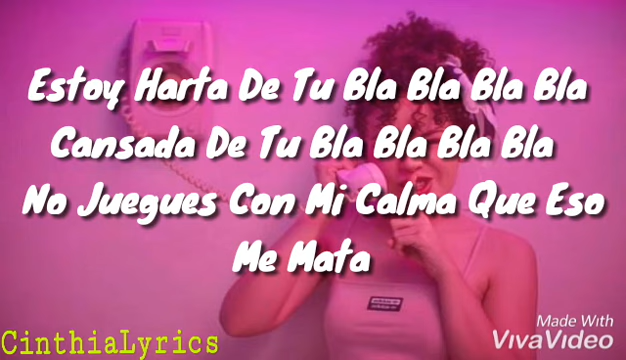 Estoy Harta De Tu Bla Bla Bla Bla
Cansada De Tu Bla Bla Bla Bla
No Juegues Con Mi Calma Que Eso
Me Mata
Made With
VivaVideo
CinthiaLyrics